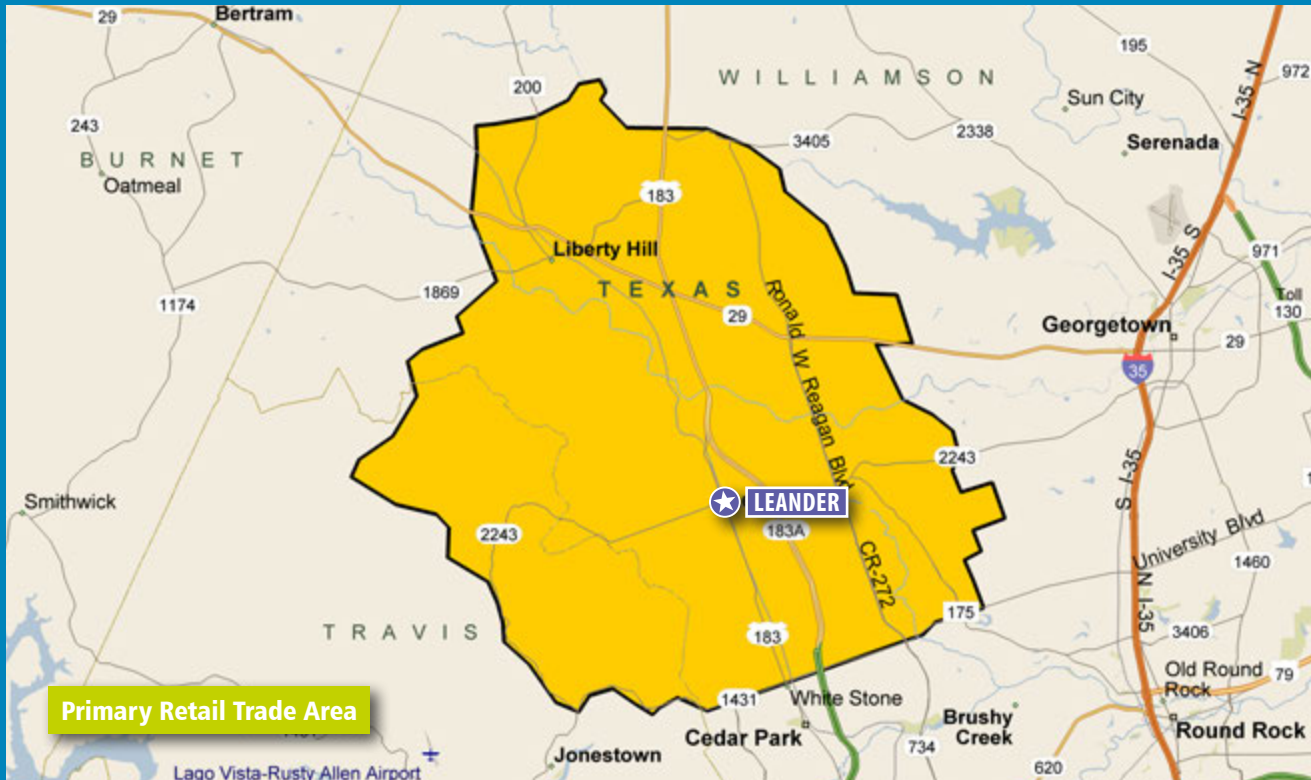 29
Bertram
195
972
I-35 N
WILLIAMSON
200
Sun City
243
2338
3405
Serenada
BURNET
Oatmeal
183
I-35 S
971
Liberty Hill
TEXAS
1869
1174
Ronald W Reagan Blvd
29
Toll
130
Georgetown
29
35
2243
S I-35
Smithwick
LEANDER
2243
183A
University Blvd
CR-272
1460
N I-35
175
TRAVIS
183
3406
Old Round
Rock
79
1431
White Stone
Primary Retail Trade Area
Cedar Park
Brushy
Creek
Round Rock
734
Jonestown
620
Lago Vista-Rusty Allen Airport